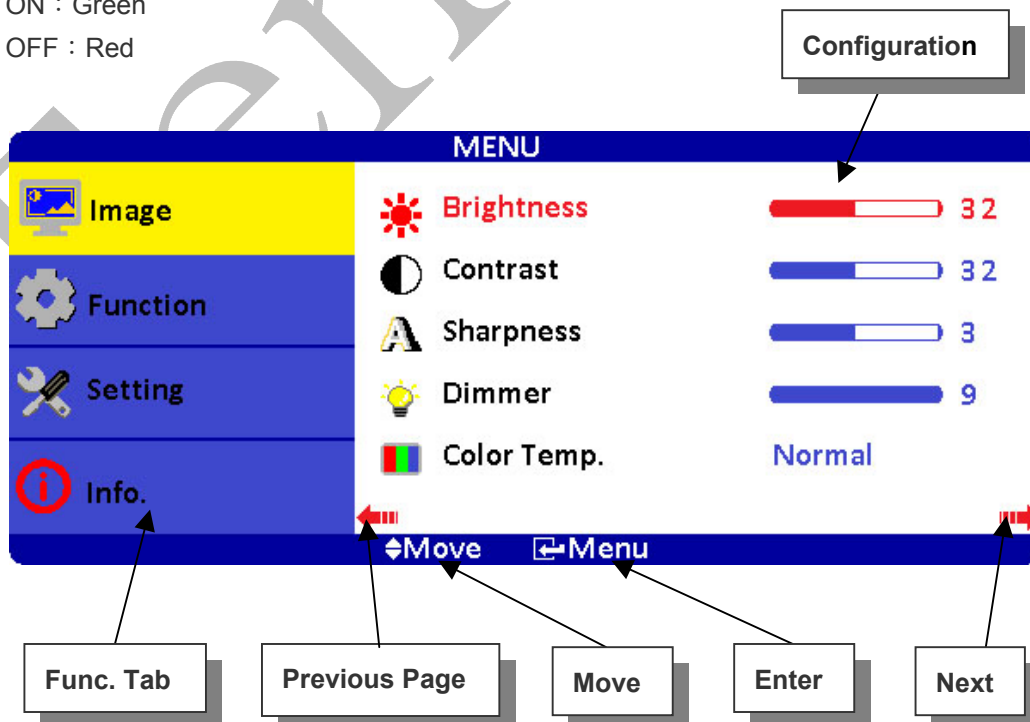 ON：Green
OFF：Red
Configuration
MENU
Image
Function
Setting
Info.
Brightness 32
Contrast 32
Sharpness 3
Dimmer 9
Color Temp. Normal
Move Menu
Func. Tab
Previous Page
Move
Enter
Next